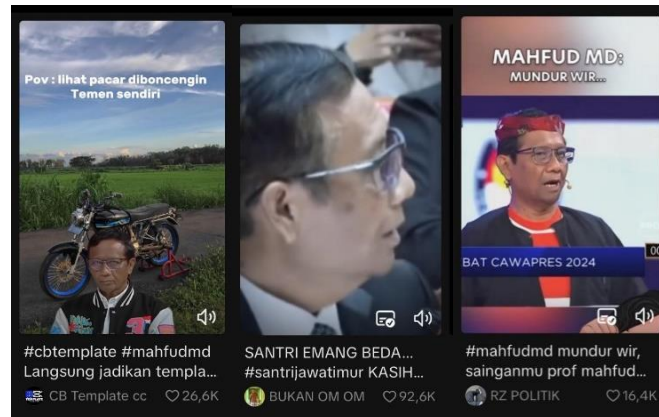 Pov : lihat pacar diboncengin
Temen sendiri
#cbtemplate #mahfudmd
Langsung jadikan templa...
CB Template cc
26,6K
SANTRI EMANG BEDA...
#santrijawatimur KASIH...
BUKAN OM OM
92,6K
MAHFUD MD:
MUNDUR WIR...
BAT CAWAPRES 2024
#mahfudmd mundur wir,
sainganmu prof mahfud...
RZ POLITIK
16,4K